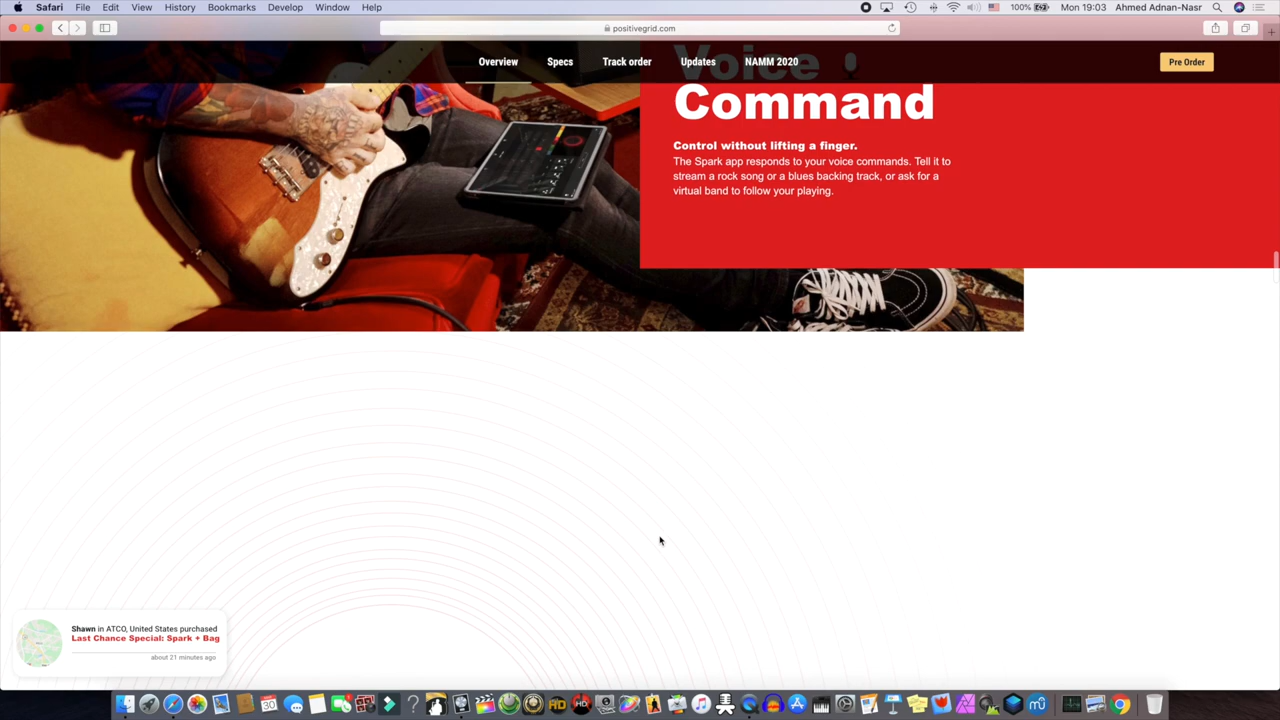 Safari File Edit View History Bookmarks Develop Window Help 100% Mon 19:03 Ahmed Adnan-Nasr
positivegrid.com
Overview Specs Track order Updates NAMM 2020 Pre Order
Voice
Command
Control without lifting a finger.
The Spark app responds to your voice commands. Tell it to
stream a rock song or a blues backing track, or ask for a
virtual band to follow your playing.
Shawn in ATCO, United States purchased
Last Chance Special: Spark + Bag
about 21 minutes ago
30
HD